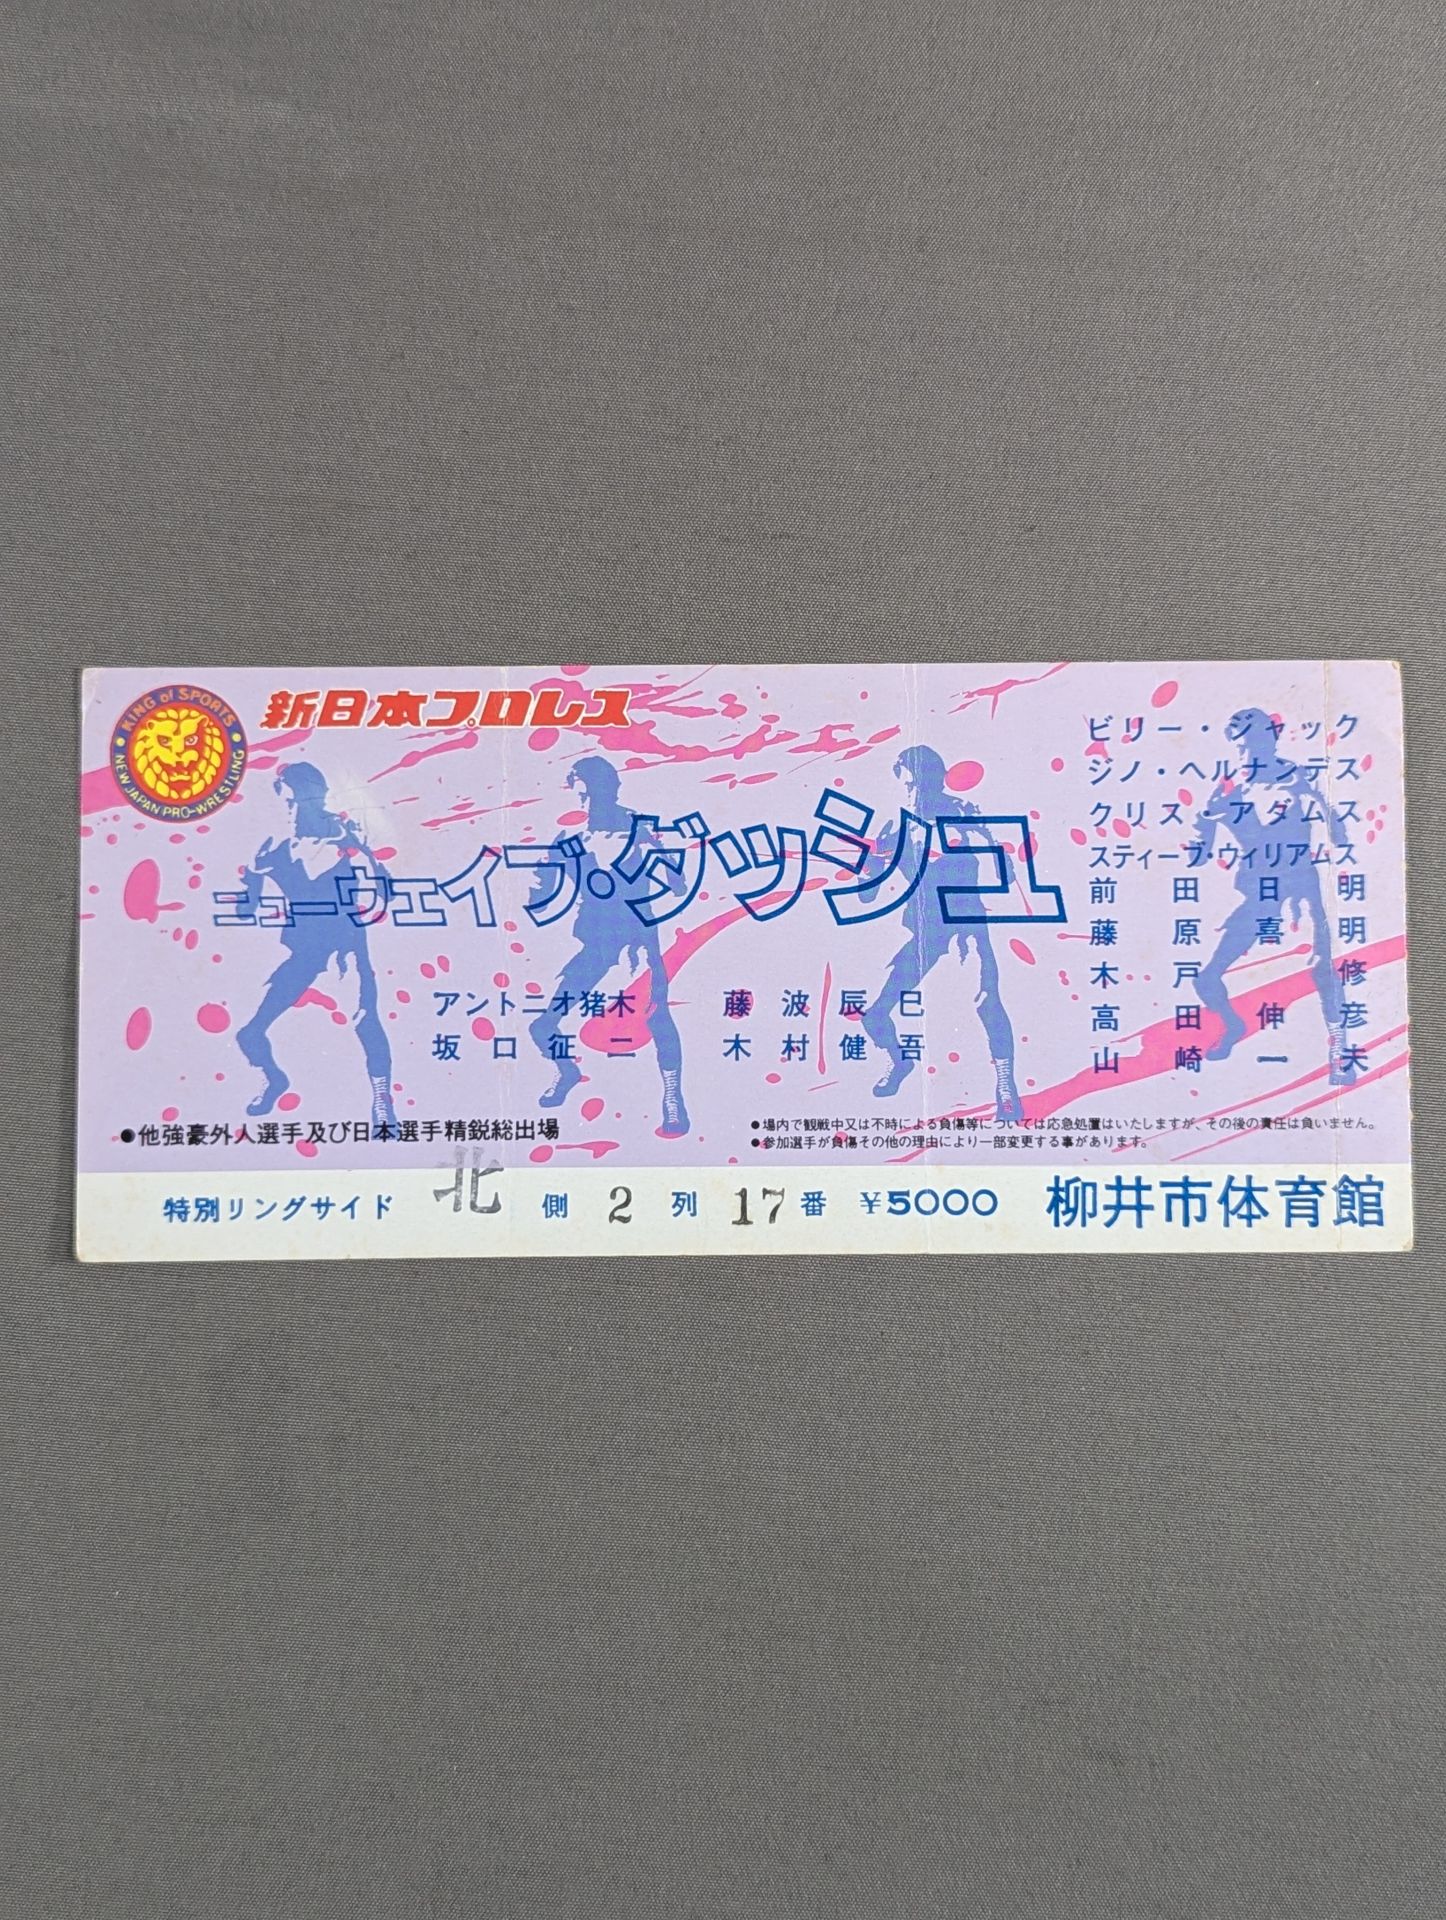 KING of SPORTS
NEW JAPAN PRO-WRESTLING
新日本プロレス
ニューウェイブ・ダッシュ
アントニオ猪木 藤波辰巳
坂口征二 木村健吾
ビリー・ジャック
ジノ・ヘルナンデス
クリス・アダムス
スティーブ・ウィリアムス
前田日明
藤原喜明
木戸修
高田伸彦
山崎一夫
●他強豪外人選手及び日本選手精鋭総出場
●場内で観戦中又は不時による負傷等については応急処置はいたしますが、その後の責任は負いません。
●参加選手が負傷その他の理由により一部変更する事があります。
特別リングサイド 北側 2列 17番 ¥5000 柳井市体育館